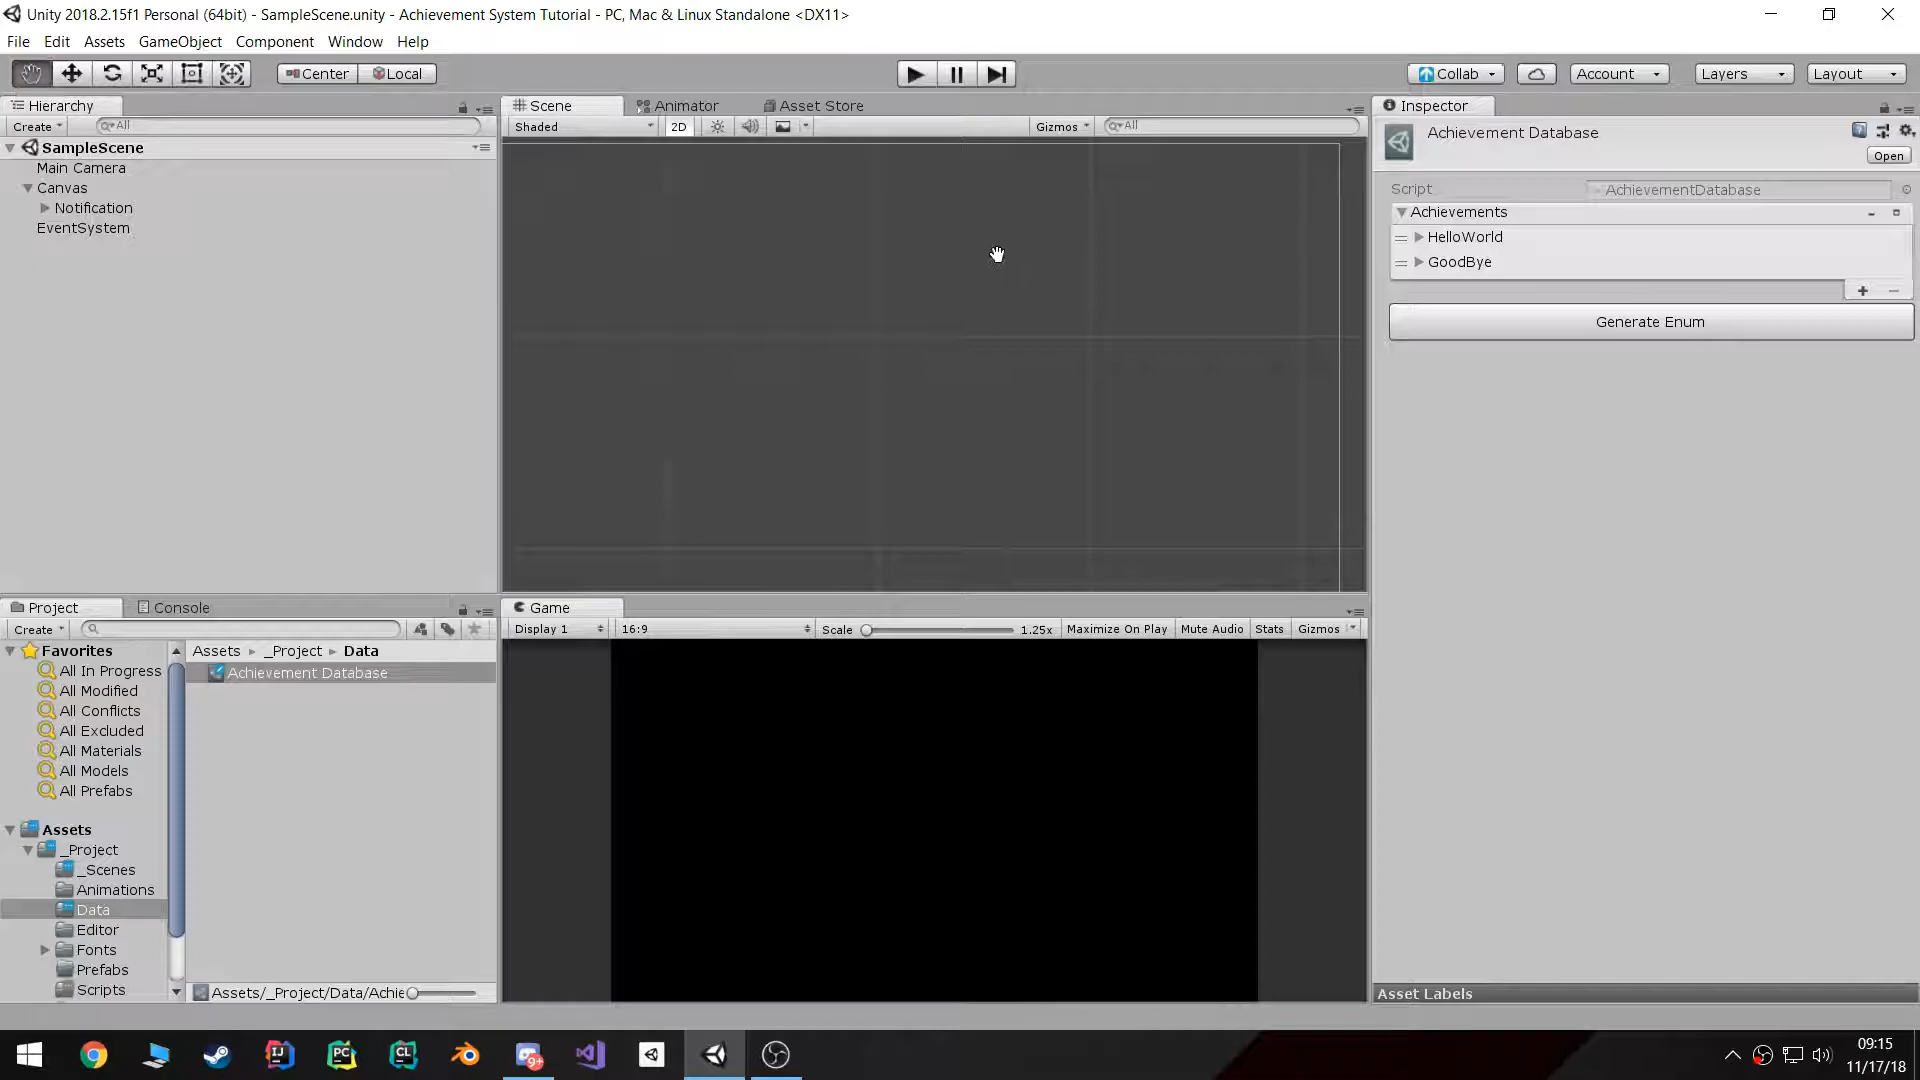 Unity 2018.2.15f1 Personal (64bit) - SampleScene.unity - Achievement System Tutorial - PC, Mac & Linux Standalone <DX11>
File Edit Assets GameObject Component Window Help
Center Local Collab Account Layers Layout
Hierarchy
Create All
SampleScene
Main Camera
Canvas
Notification
EventSystem
Scene Animator Asset Store
Shaded 2D Gizmos All
Inspector
Achievement Database
Open
Script AchievementDatabase
Achievements
HelloWorld
GoodBye
Generate Enum
Project Console
Create
Favorites
All In Progress
All Modified
All Conflicts
All Excluded
All Materials
All Models
All Prefabs
Assets
_Project
_Scenes
Animations
Data
Editor
Fonts
Prefabs
Scripts
Assets _Project Data
Achievement Database
Assets/_Project/Data/Achie
Game
Display 1 16:9 Scale 1.25x Maximize On Play Mute Audio Stats Gizmos
Asset Labels
IJ PC CL 9+
09:15
11/17/18